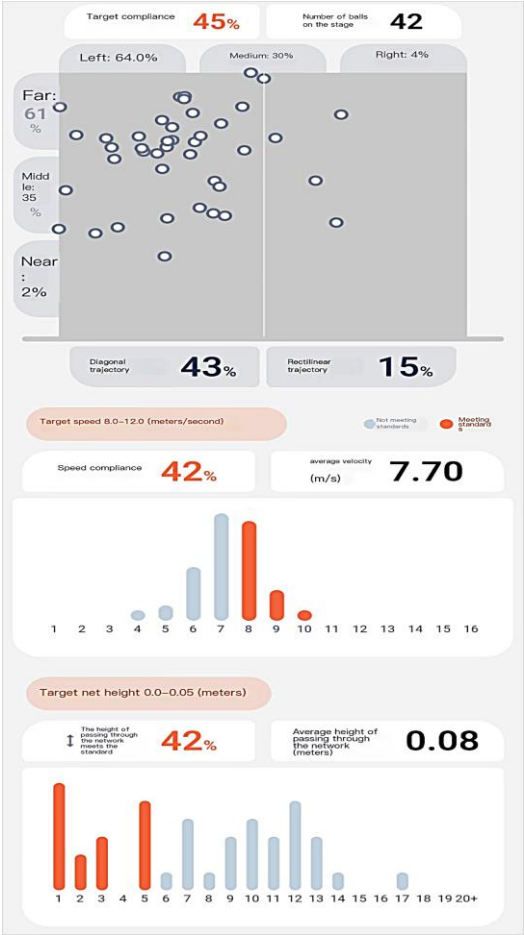 Target compliance 45%
Number of balls
on the stage 42
Left: 64.0%
Medium: 30%
Right: 4%
Far:
61
%
Midd
le:
35
%
Near
:
2%
Diagonal
trajectory 43%
Rectilinear
trajectory 15%
Target speed 8.0-12.0 (meters/second)
Not meeting
standards
Meeting
standard
s
Speed compliance 42%
average velocity
(m/s) 7.70
1 2 3 4 5 6 7 8 9 10 11 12 13 14 15 16
Target net height 0.0-0.05 (meters)
The height of
passing through
the network
meets the
standard
42%
Average height of
passing through
the network
(meters)
0.08
1 2 3 4 5 6 7 8 9 10 11 12 13 14 15 16 17 18 19 20+